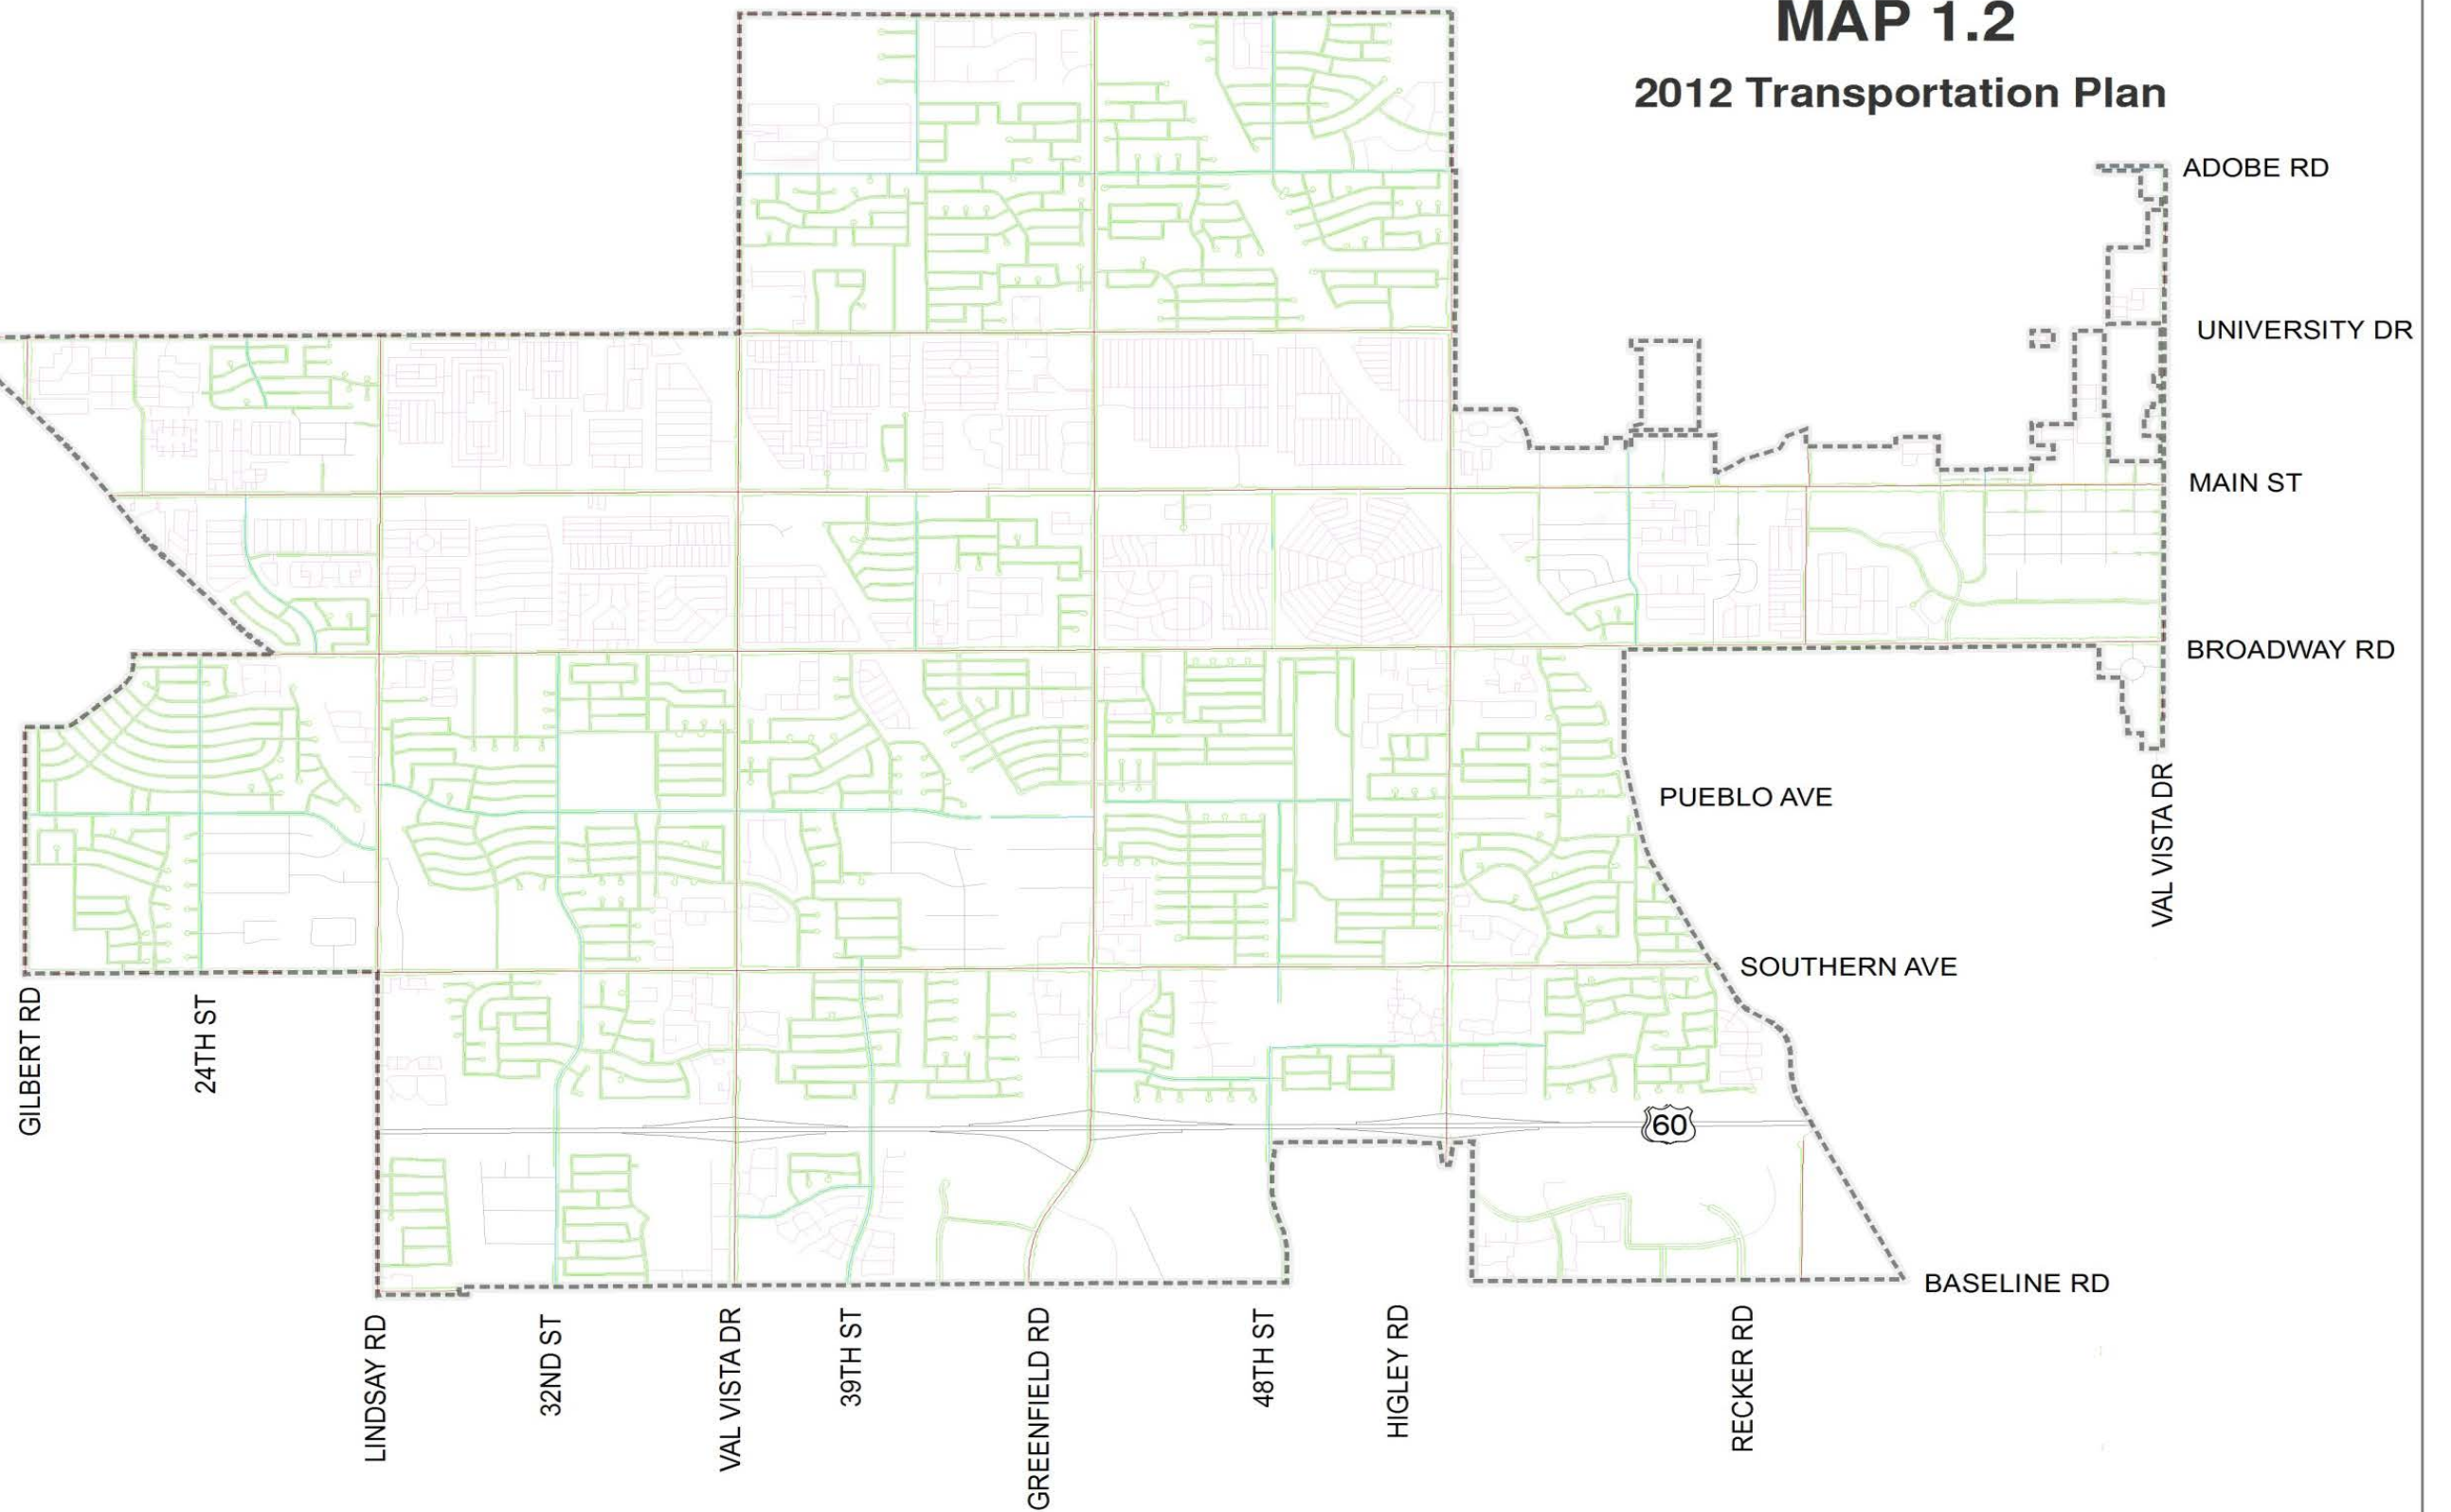 MAP 1.2
2012 Transportation Plan
ADOBE RD
UNIVERSITY DR
MAIN ST
BROADWAY RD
PUEBLO AVE
VAL VISTA DR
SOUTHERN AVE
GILBERT RD
24TH ST
60
BASELINE RD
LINDSAY RD
32ND ST
VAL VISTA DR
39TH ST
GREENFIELD RD
48TH ST
HIGLEY RD
RECKER RD